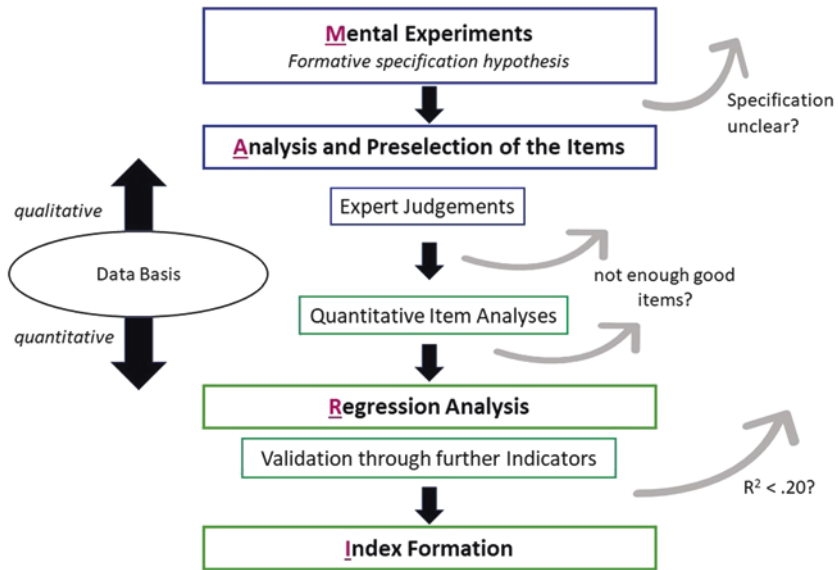 Mental Experiments
Formative specification hypothesis
Specification
unclear?
Analysis and Preselection of the Items
qualitative
Expert Judgements
Data Basis
not enough good
items?
quantitative
Quantitative Item Analyses
Regression Analysis
Validation through further Indicators
R² < .20?
Index Formation